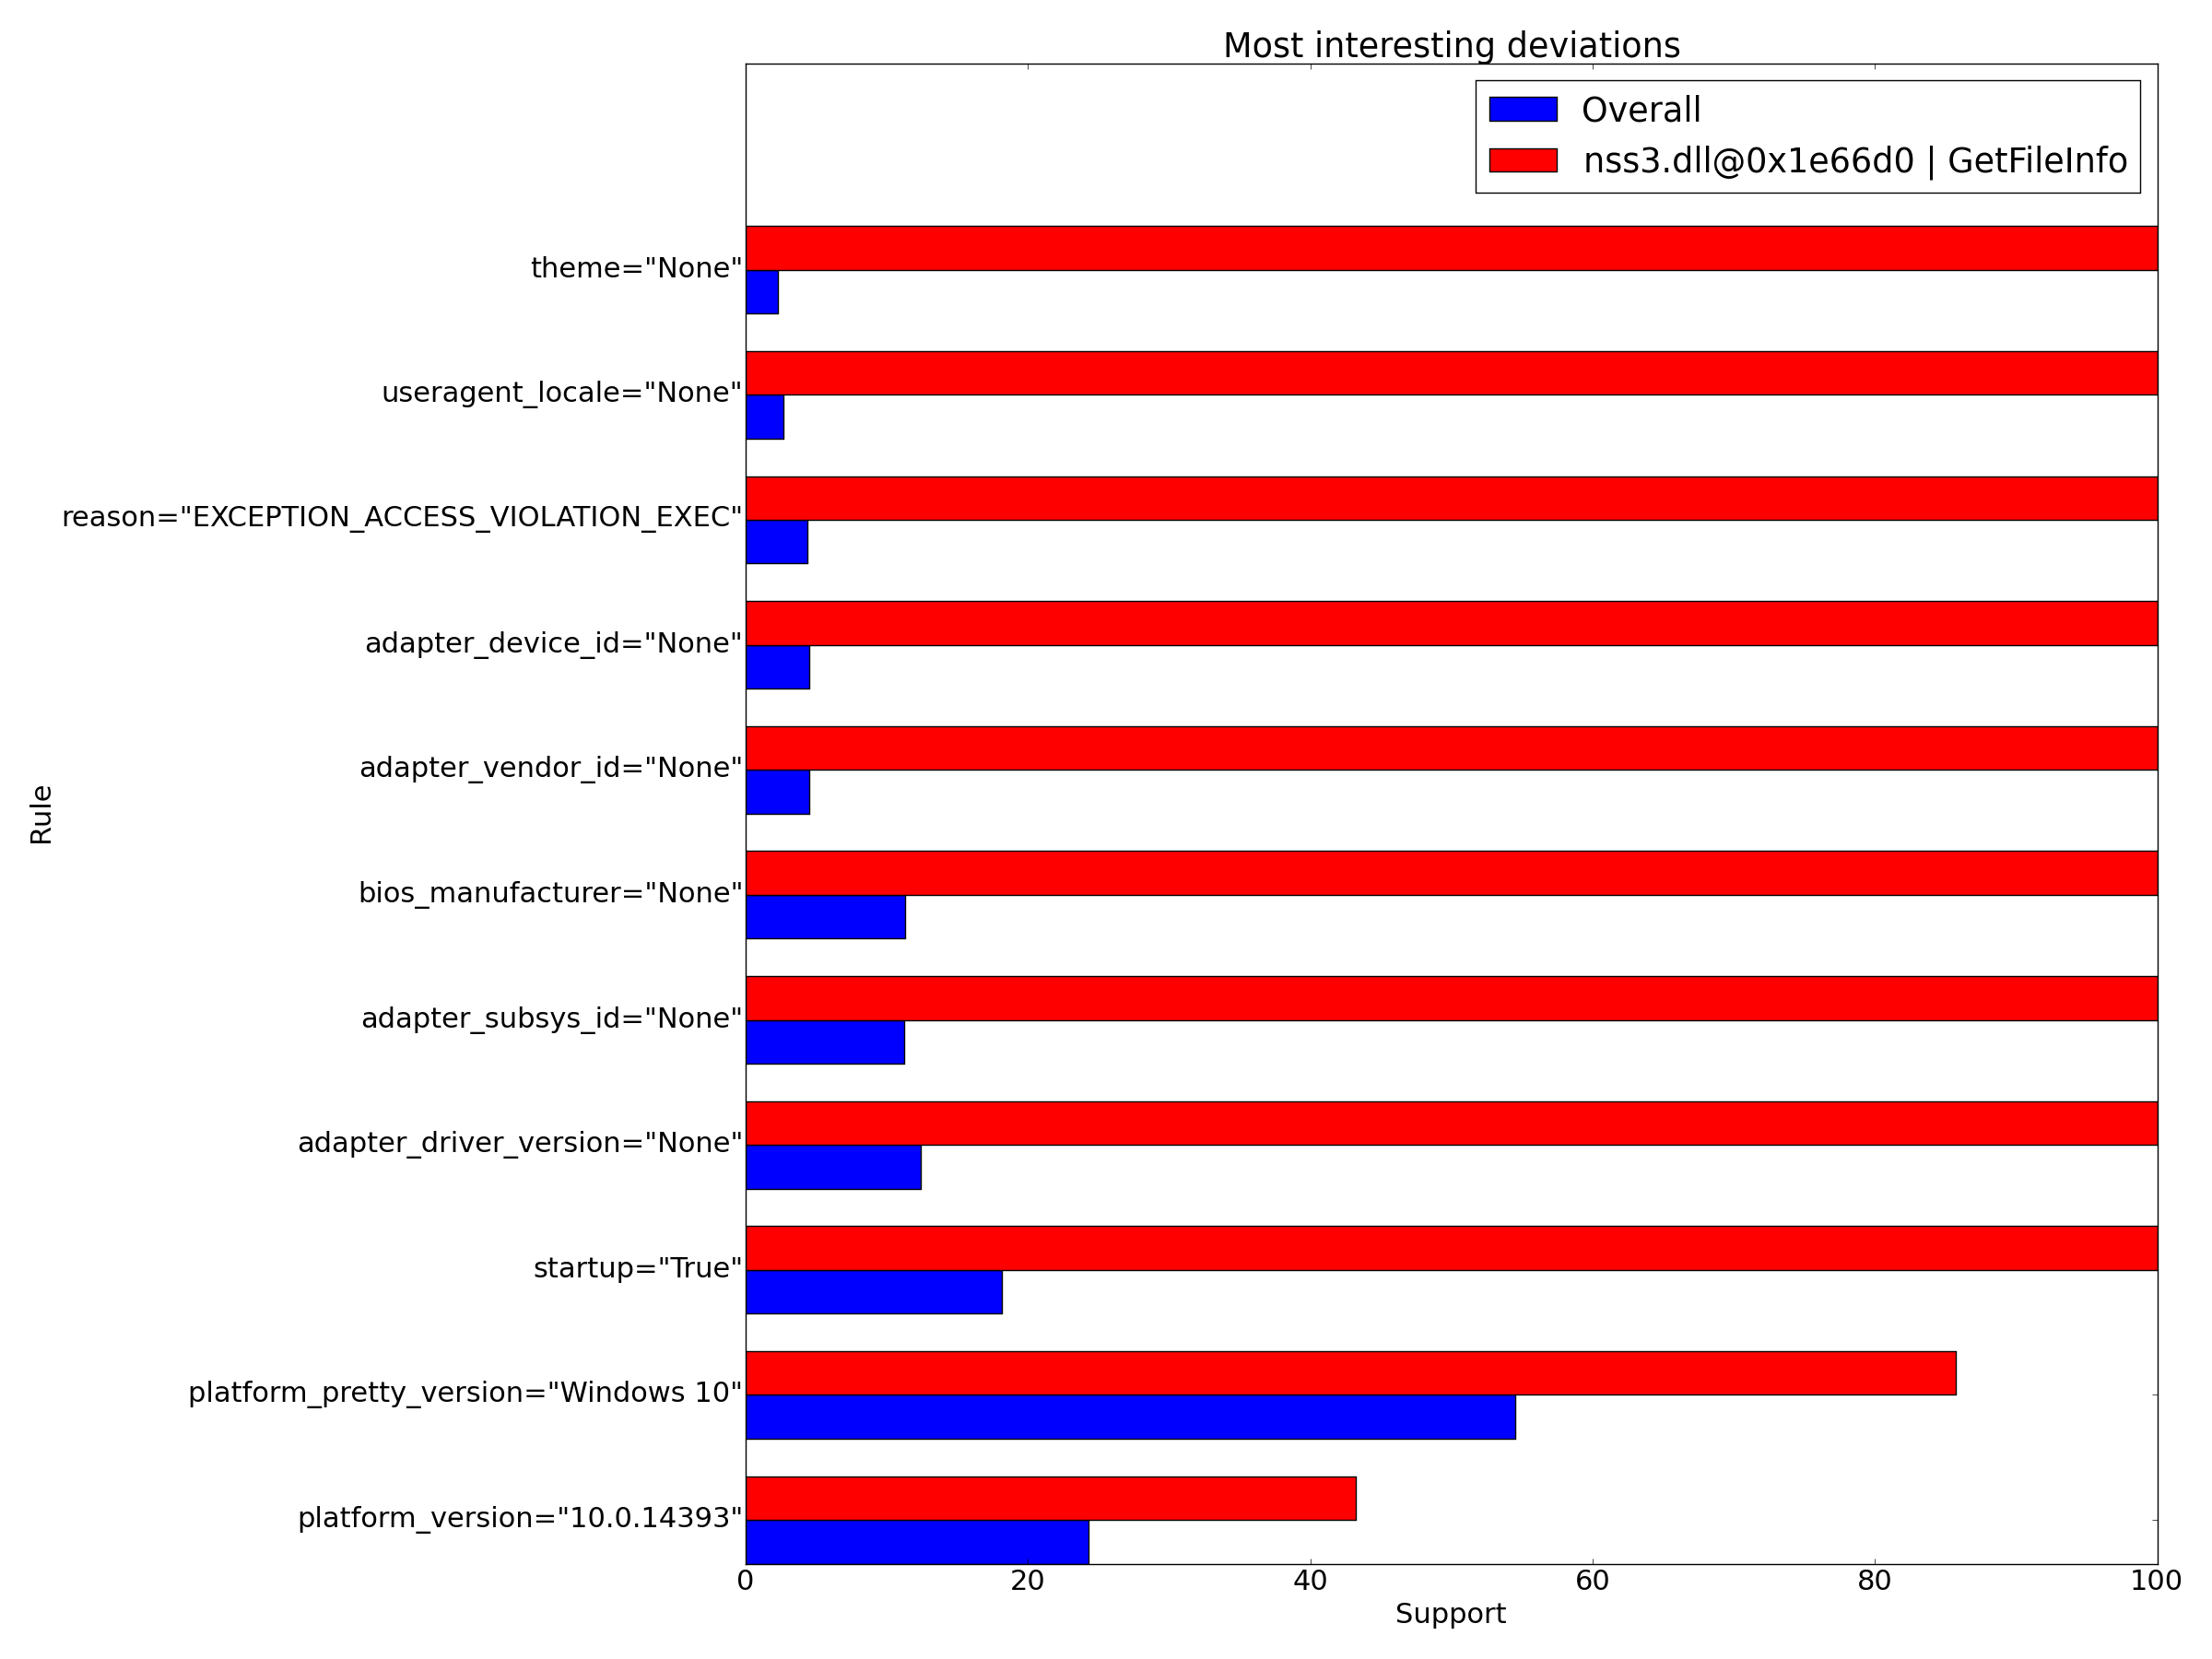 Most interesting deviations
Overall
nss3.dll@0x1e66d0 | GetFileInfo
theme="None"
useragent_locale="None"
reason="EXCEPTION_ACCESS_VIOLATION_EXEC"
adapter_device_id="None"
adapter_vendor_id="None"
bios_manufacturer="None"
adapter_subsys_id="None"
adapter_driver_version="None"
startup="True"
platform_pretty_version="Windows 10"
platform_version="10.0.14393"
Rule
0 20 40 60 80 100
Support